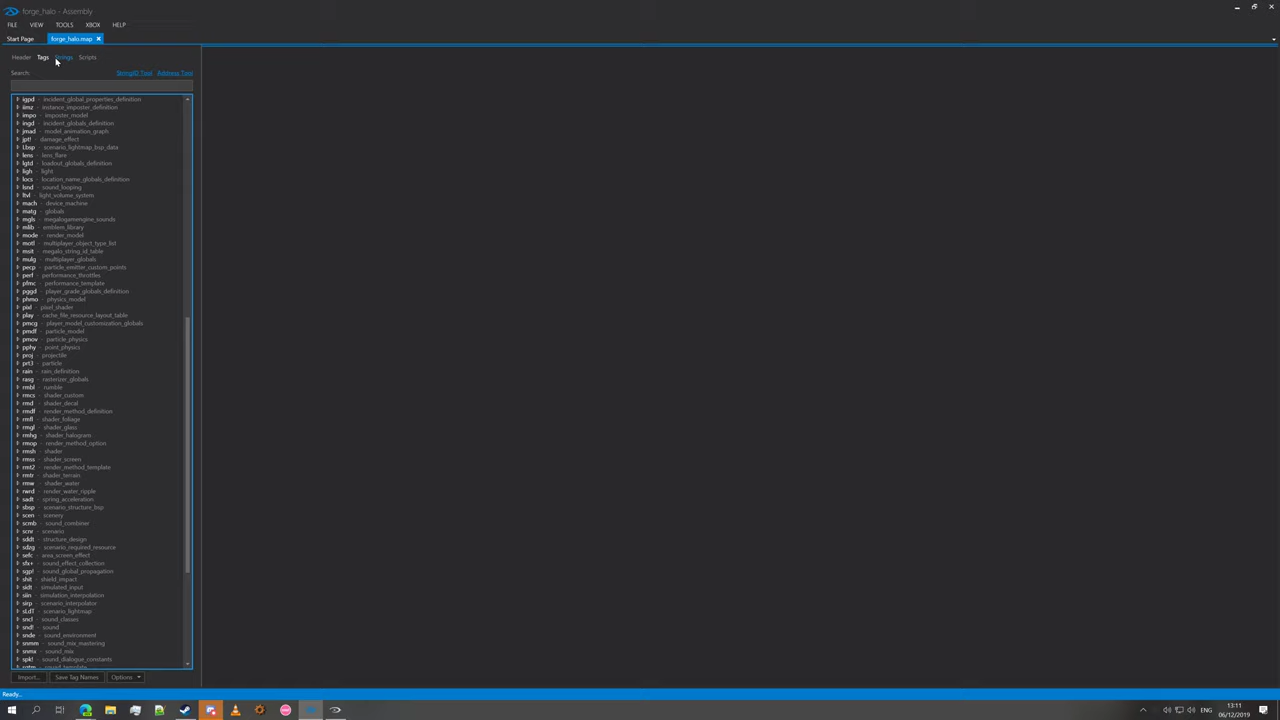 forge_halo - Assembly
FILE VIEW TOOLS XBOX HELP
Start Page forge_halo.map
Header Tags Strings Scripts
Search: StringID Tool Address Tool
igpd - incident_global_properties_definition
iimz - instance_imposter_definition
impo - imposter_model
ingd - incident_globals_definition
jmad - model_animation_graph
jpt! - damage_effect
Lbsp - scenario_lightmap_bsp_data
lens - lens_flare
lgtd - loadout_globals_definition
ligh - light
locs - location_name_globals_definition
lsnd - sound_looping
ltvl - light_volume_system
mach - device_machine
matg - globals
mgls - megalogamengine_sounds
mlib - emblem_library
mode - render_model
motl - multiplayer_object_type_list
msit - megalo_string_id_table
mulg - multiplayer_globals
pecp - particle_emitter_custom_points
perf - performance_throttles
pfmc - performance_template
pggd - player_grade_globals_definition
phmo - physics_model
pixl - pixel_shader
play - cache_file_resource_layout_table
pmcg - player_model_customization_globals
pmdf - particle_model
pmov - particle_physics
pphy - point_physics
proj - projectile
prt3 - particle
rain - rain_definition
rasg - rasterizer_globals
rmbl - rumble
rmcs - shader_custom
rmd - shader_decal
rmdf - render_method_definition
rmfl - shader_foliage
rmgl - shader_glass
rmhg - shader_halogram
rmop - render_method_option
rmsh - shader
rmss - shader_screen
rmt2 - render_method_template
rmtr - shader_terrain
rmw - shader_water
rwrd - render_water_ripple
sadt - spring_acceleration
sbsp - scenario_structure_bsp
scen - scenery
scmb - sound_combiner
scnr - scenario
sddt - structure_design
sdzg - scenario_required_resource
sefc - area_screen_effect
sfx+ - sound_effect_collection
sgp! - sound_global_propagation
shit - shield_impact
sidt - simulated_input
siin - simulation_interpolation
sirp - scenario_interpolator
sLdT - scenario_lightmap
sncl - sound_classes
snd! - sound
snde - sound_environment
snmm - sound_mix_mastering
snmx - sound_mix
spk! - sound_dialogue_constants
Import... Save Tag Names Options
Ready...
ENG
13:11
06/12/2019